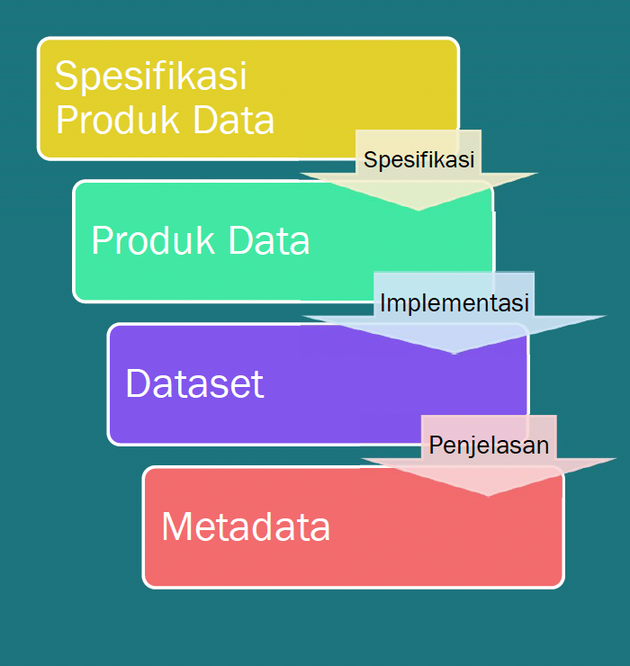 Spesifikasi
Produk Data
Spesifikasi
Produk Data
Implementasi
Dataset
Penjelasan
Metadata